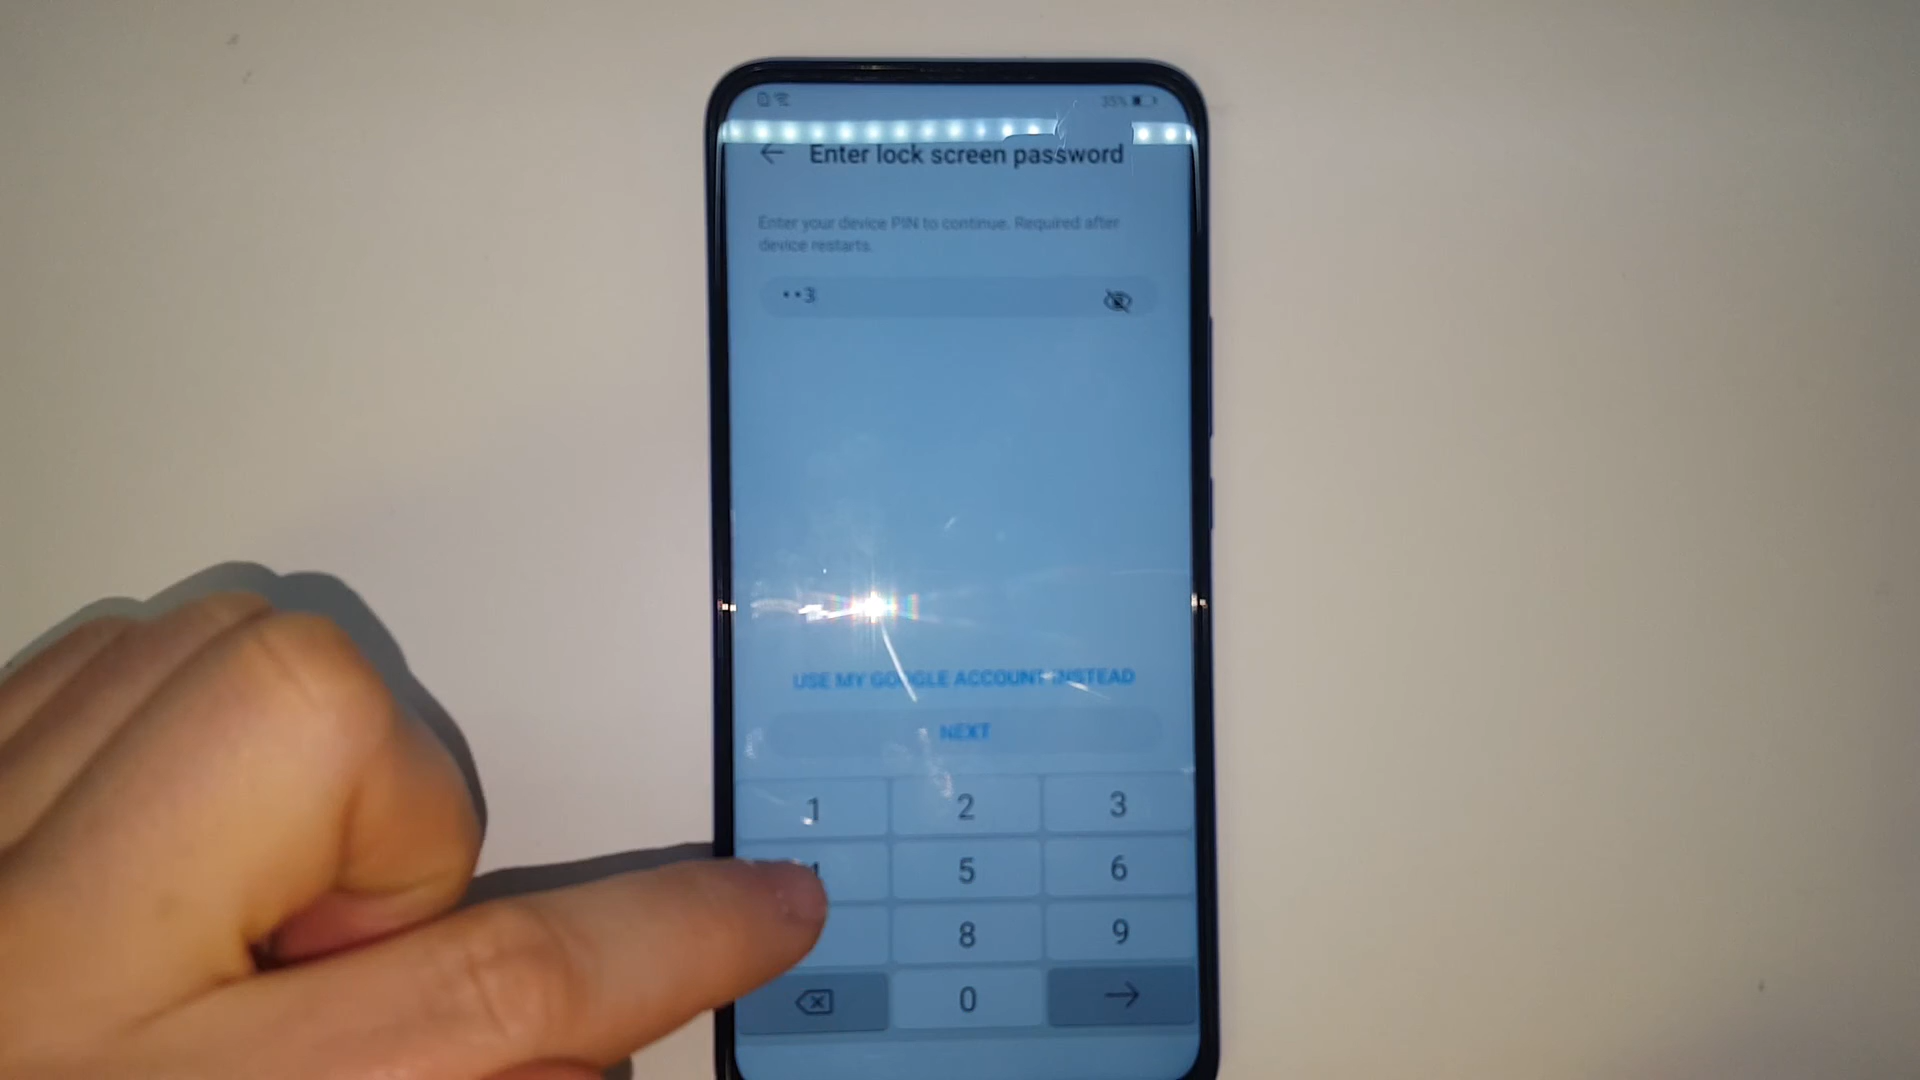 35%
Enter lock screen password
Enter your device PIN to continue. Required after
device restarts.
••3
USE MY GOOGLE ACCOUNT INSTEAD
NEXT
1 2 3
5 6
8 9
0